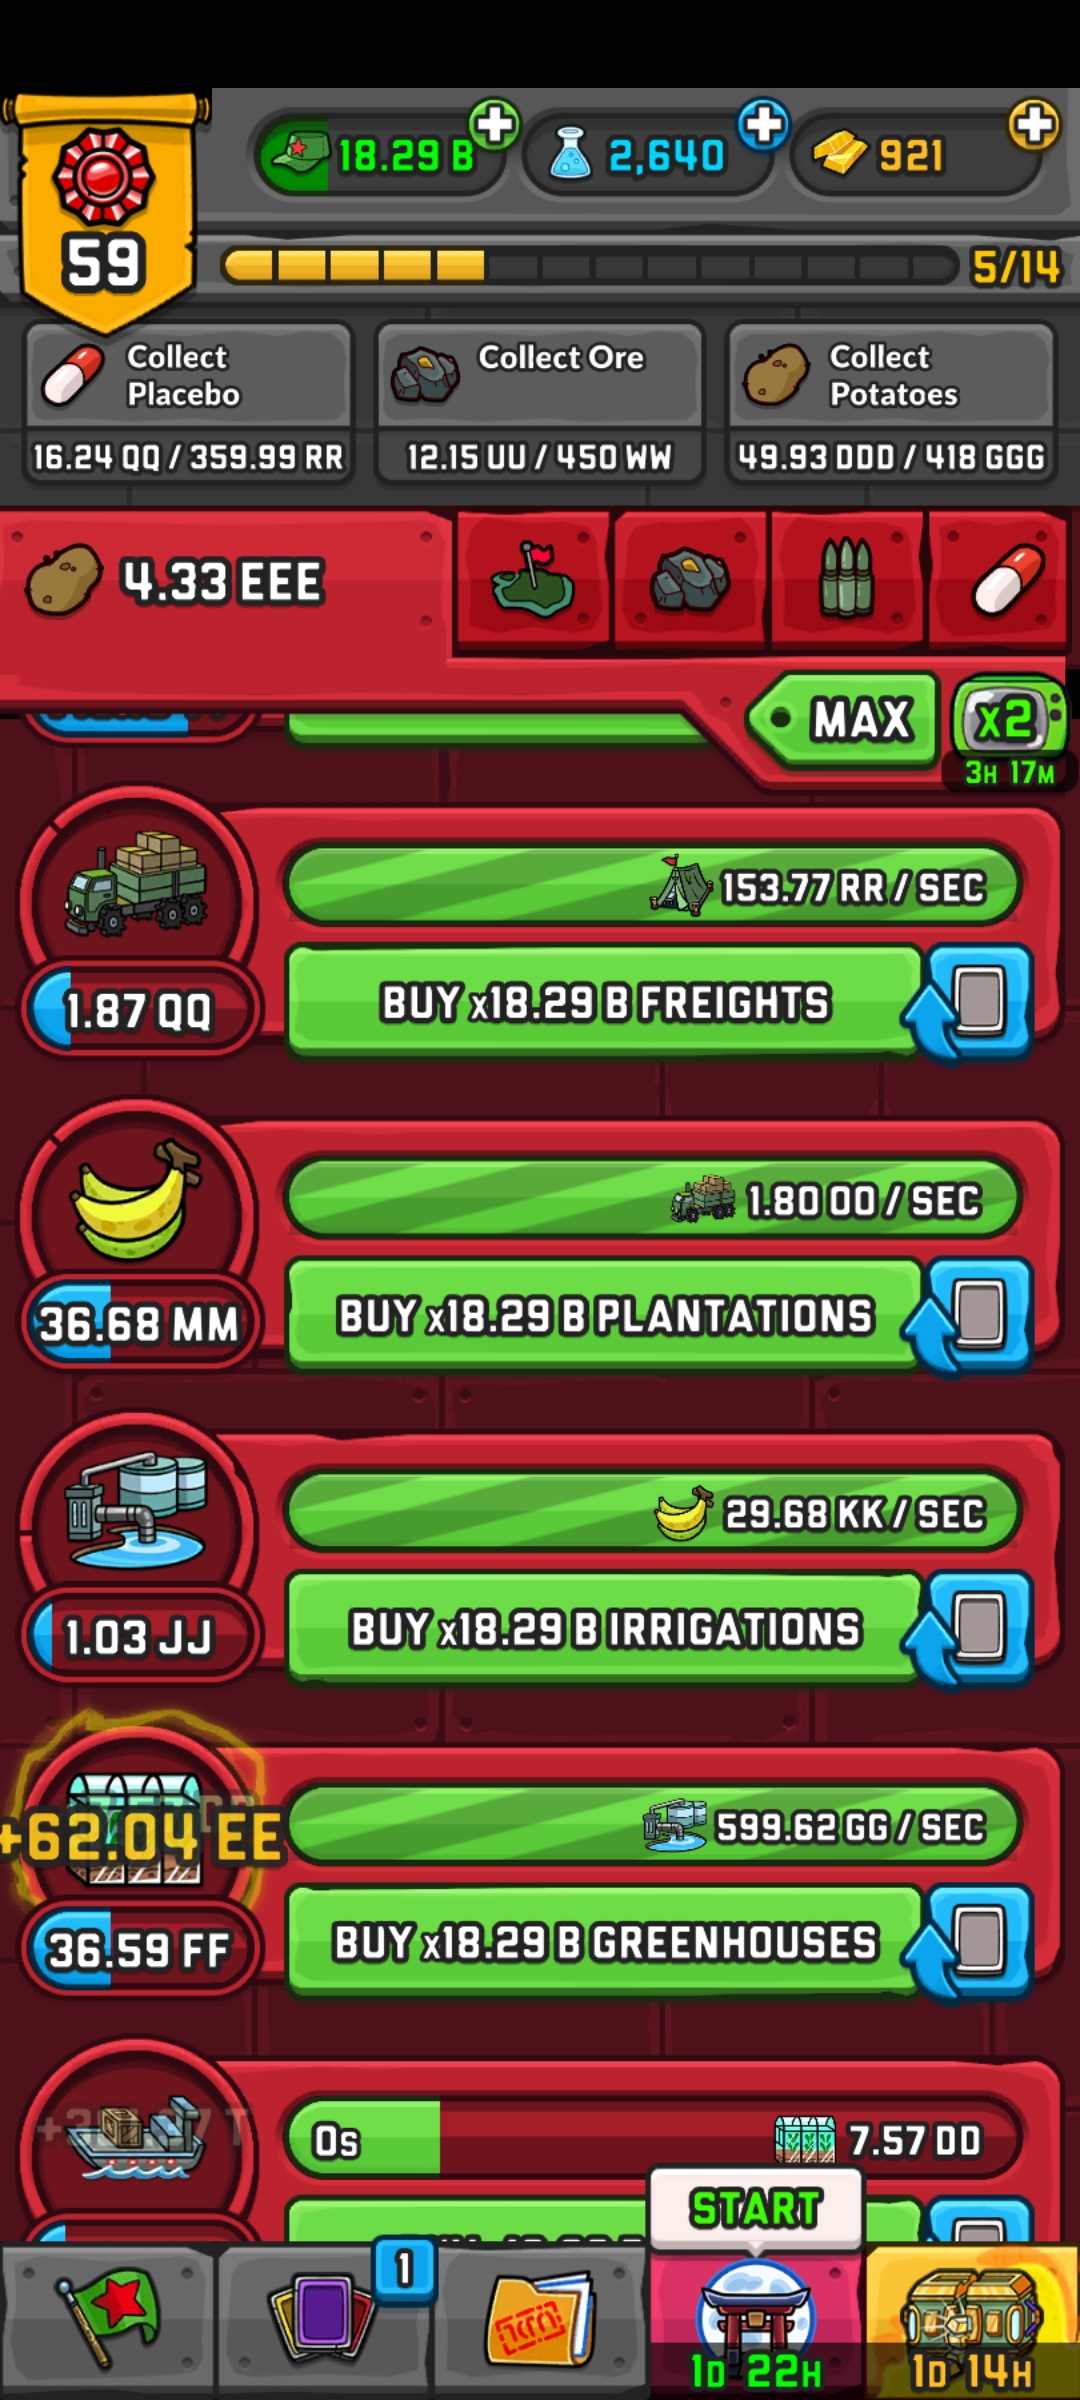 18.29 B
2,640
921
59
5/14
Collect
Placebo
16.24 QQ / 359.99 RR
Collect Ore
12.15 UU / 450 WW
Collect
Potatoes
49.93 DDD / 418 GGG
4.33 EEE
MAX
x2
3H 17M
153.77 RR / SEC
1.87 QQ
BUY x18.29 B FREIGHTS
1.80 OO / SEC
36.68 MM
BUY x18.29 B PLANTATIONS
29.68 KK / SEC
1.03 JJ
BUY x18.29 B IRRIGATIONS
+62.04 EE
599.62 GG / SEC
36.59 FF
BUY x18.29 B GREENHOUSES
0s
7.57 DD
START
1
1D 22H
1D 14H